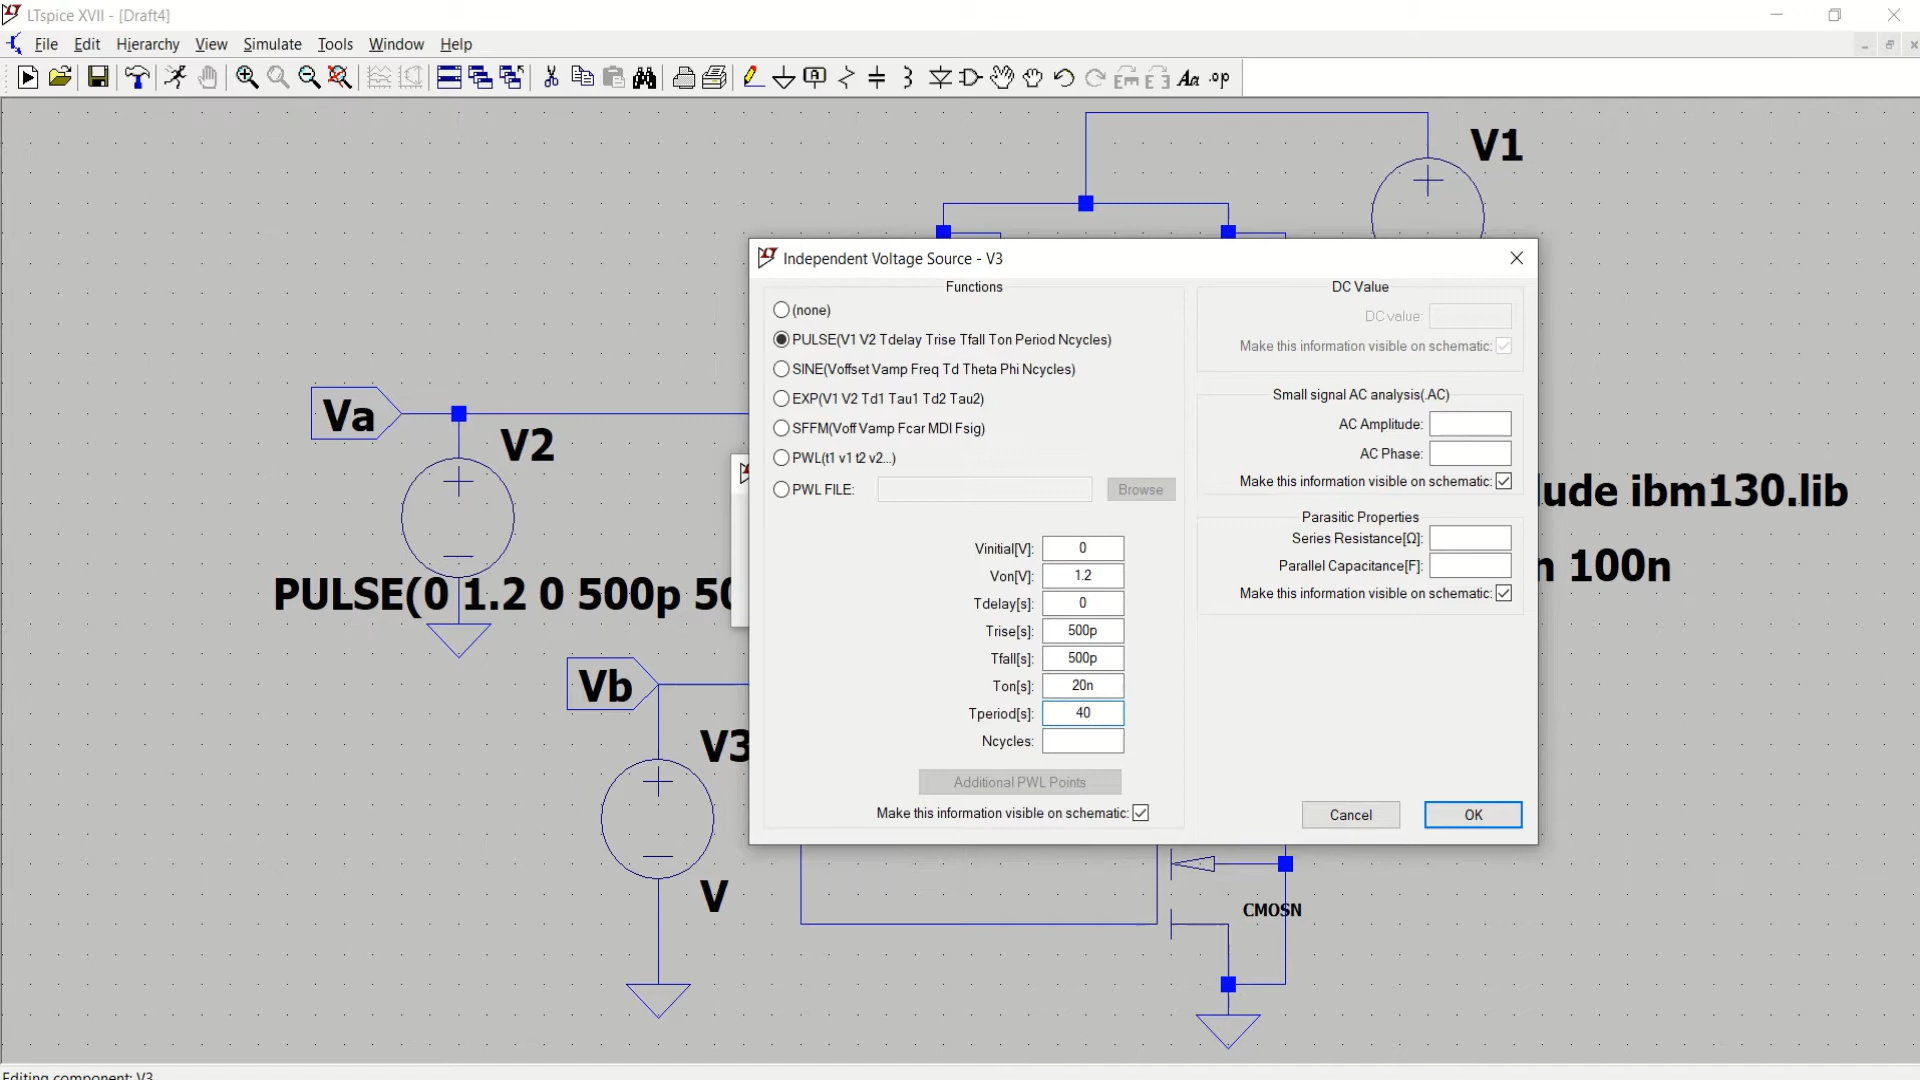 LTspice XVII - [Draft4]
File Edit Hierarchy View Simulate Tools Window Help
Aa .op
V1
Independent Voltage Source - V3
Functions
(none)
PULSE(V1 V2 Tdelay Trise Tfall Ton Period Ncycles)
SINE(Voffset Vamp Freq Td Theta Phi Ncycles)
EXP(V1 V2 Td1 Tau1 Td2 Tau2)
SFFM(Voff Vamp Fcar MDI Fsig)
PWL(t1 v1 t2 v2...)
PWL FILE: Browse
Vinitial[V]: 0
Von[V]: 1.2
Tdelay[s]: 0
Trise[s]: 500p
Tfall[s]: 500p
Ton[s]: 20n
Tperiod[s]: 40
Ncycles:
Additional PWL Points
Make this information visible on schematic:
DC Value
DC value:
Make this information visible on schematic:
Small signal AC analysis(.AC)
AC Amplitude:
AC Phase:
Make this information visible on schematic:
Parasitic Properties
Series Resistance[Ω]:
Parallel Capacitance[F]:
Make this information visible on schematic:
Cancel OK
Va
V2
PULSE(0 1.2 0 500p 50
Vb
V3
V
lude ibm130.lib
n 100n
CMOSN
Editing component: V3